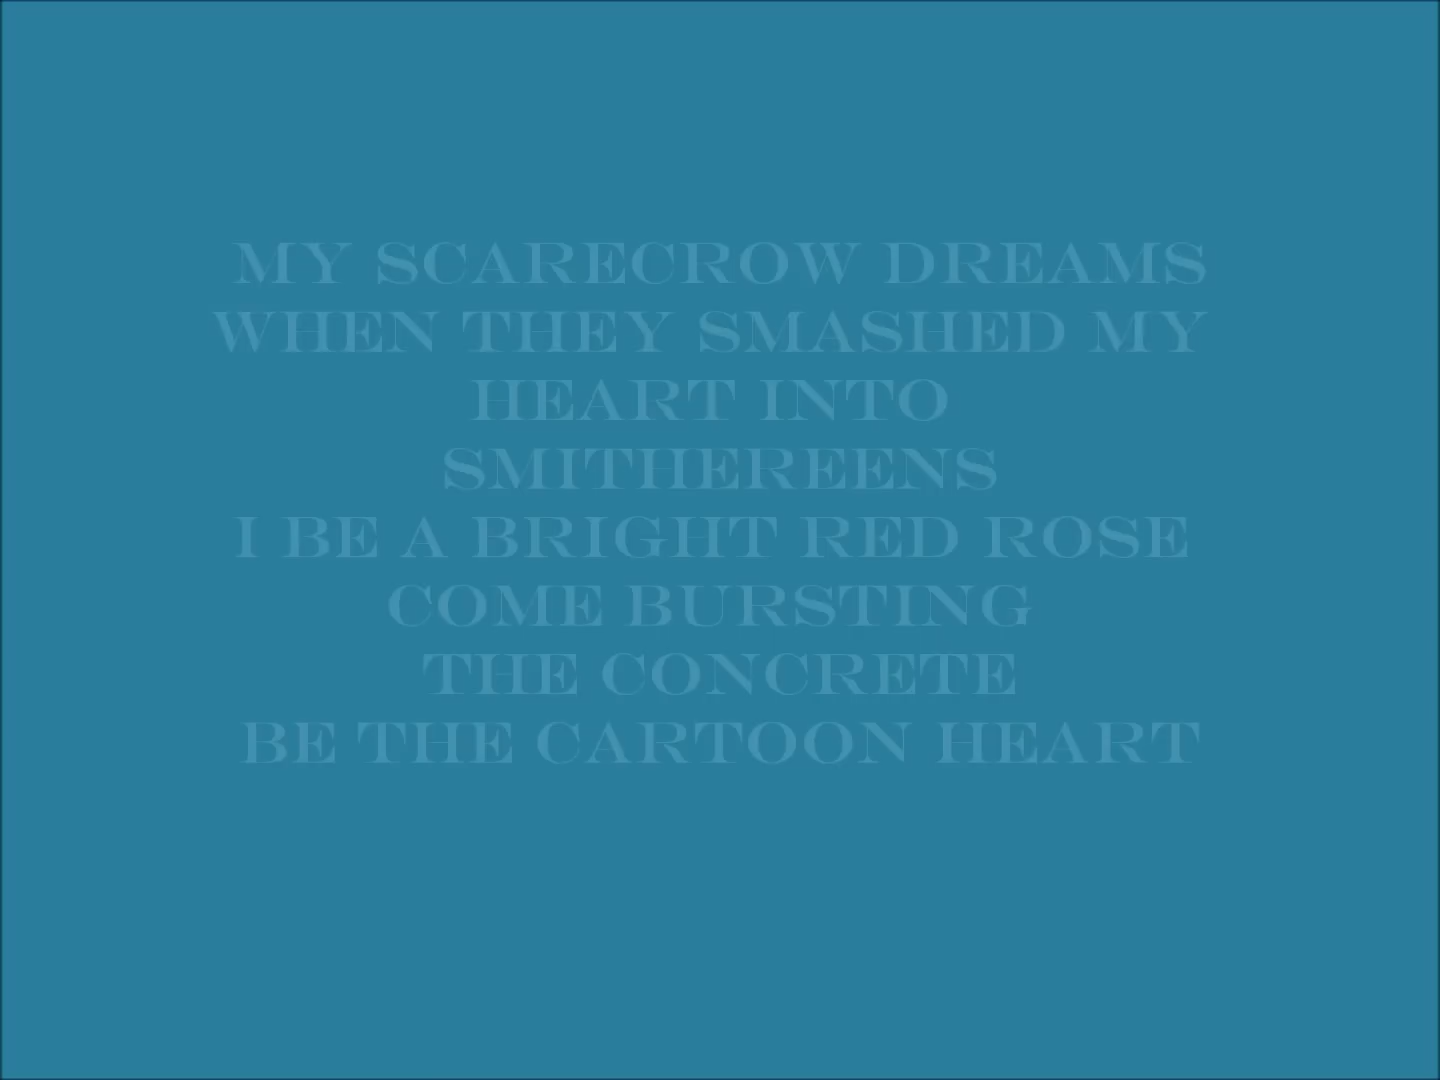 MY SCARECROW DREAMS
WHEN THEY SMASHED MY
HEART INTO
SMITHEREENS
I BE A BRIGHT RED ROSE
COME BURSTING
THE CONCRETE
BE THE CARTOON HEART